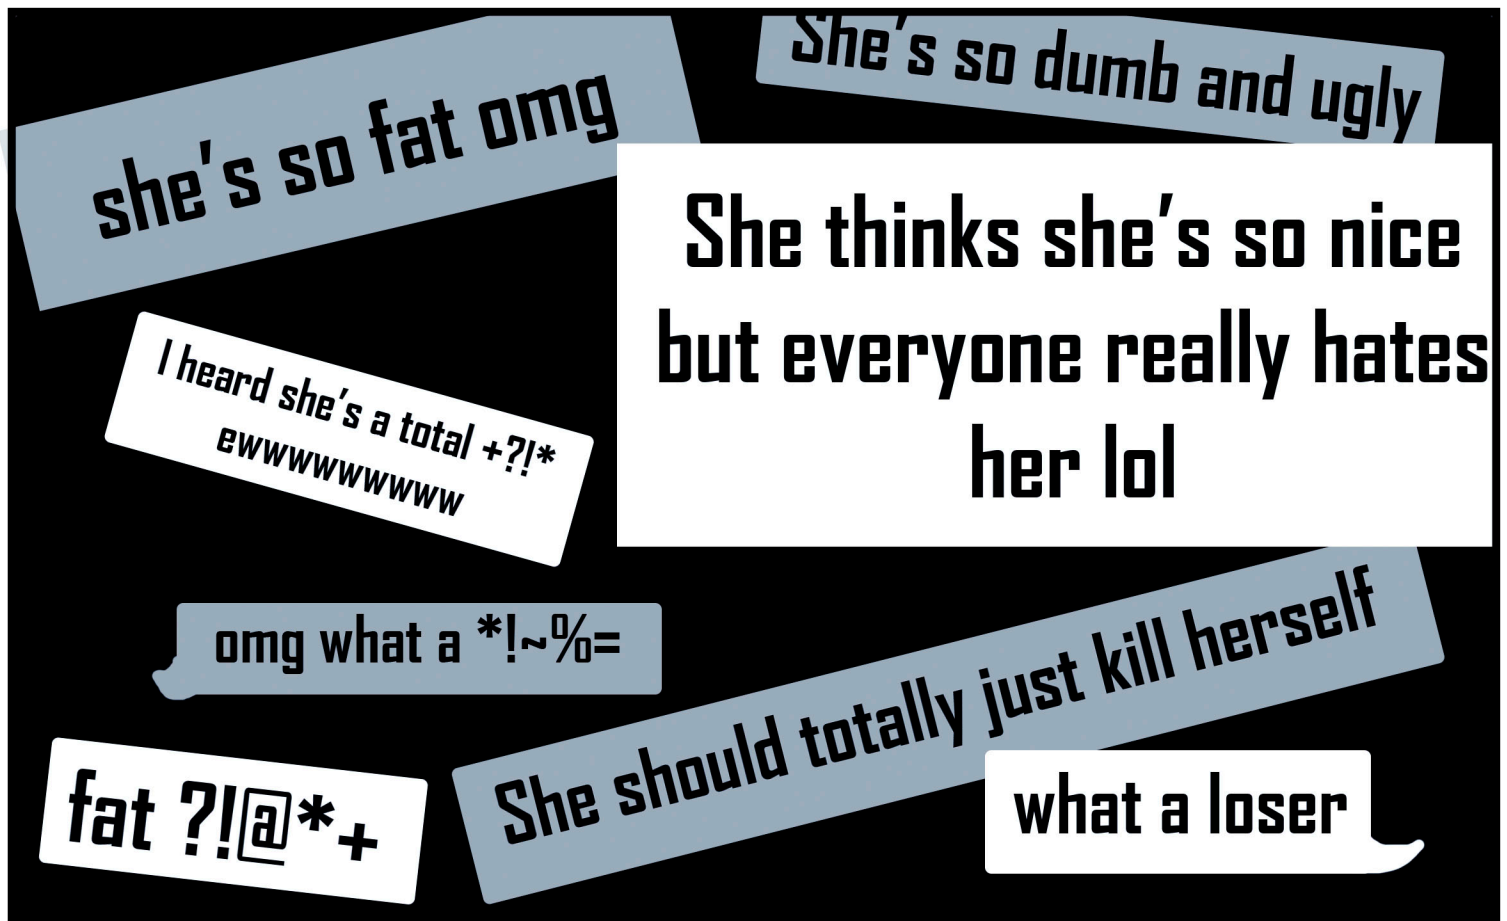 she's so fat omg
She's so dumb and ugly
She thinks she's so nice
but everyone really hates
her lol
I heard she's a total +?!*
ewwwwwwwww
omg what a *!~%=
She should totally just kill herself
fat ?!@*+
what a loser